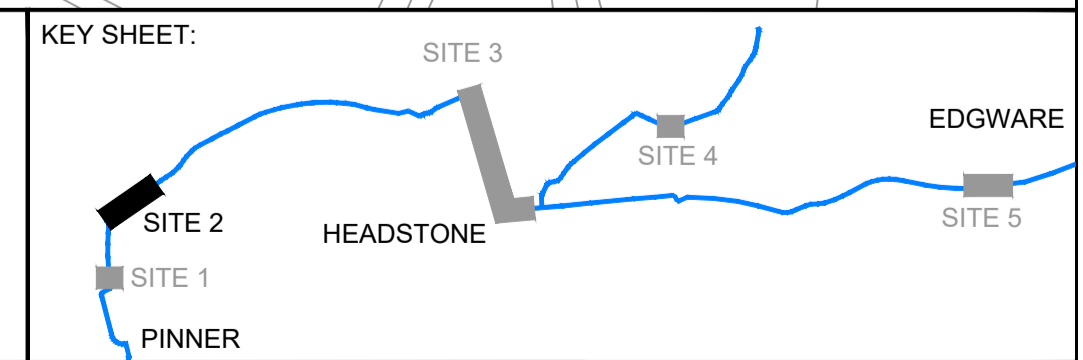 KEY SHEET:
SITE 3
EDGWARE
SITE 4
SITE 2
HEADSTONE
SITE 5
SITE 1
PINNER